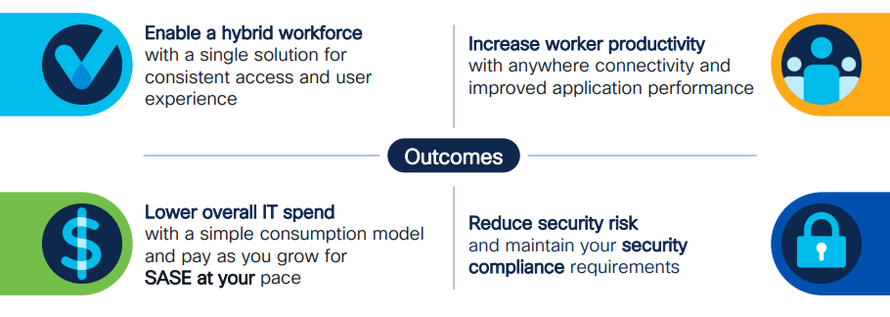 Enable a hybrid workforce
with a single solution for
consistent access and user
experience
Increase worker productivity
with anywhere connectivity and
improved application performance
Outcomes
Lower overall IT spend
with a simple consumption model
and pay as you grow for
SASE at your pace
Reduce security risk
and maintain your security
compliance requirements